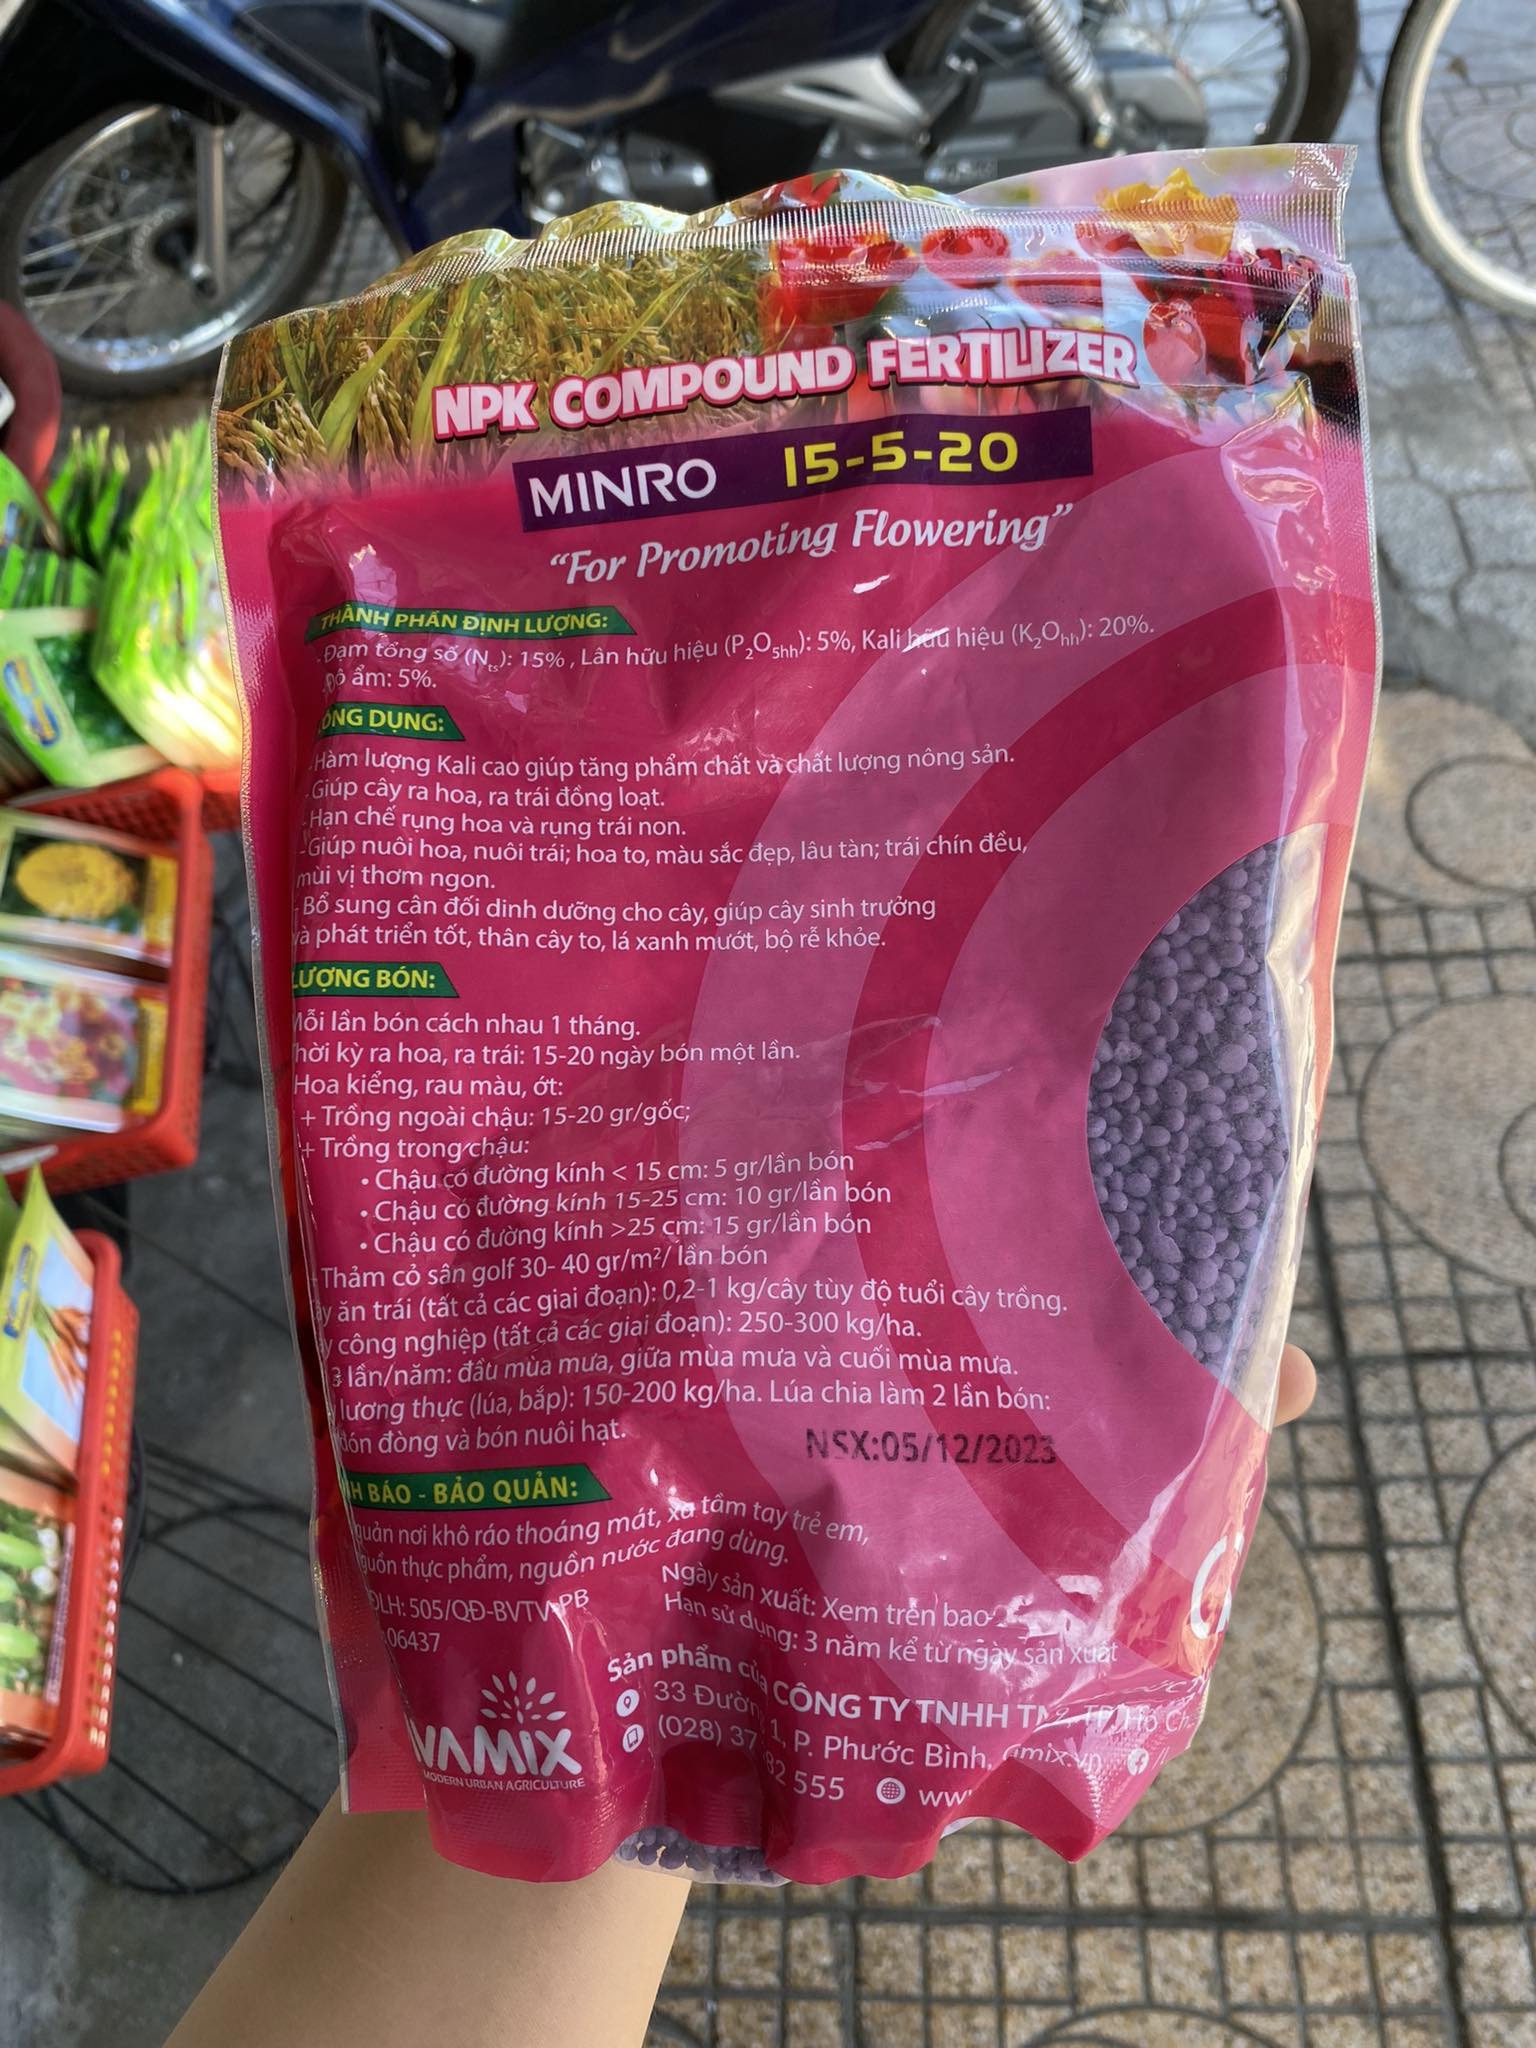 NPK COMPOUND FERTILIZER
MINRO 15-5-20
“For Promoting Flowering”
THÀNH PHẦN ĐỊNH LƯỢNG:
- Đạm tổng số (Nts): 15% , Lân hữu hiệu (P2O5hh): 5%, Kali hữu hiệu (K2Ohh): 20%.
- Độ ẩm: 5%.
CÔNG DỤNG:
- Hàm lượng Kali cao giúp tăng phẩm chất và chất lượng nông sản.
- Giúp cây ra hoa, ra trái đồng loạt.
- Hạn chế rụng hoa và rụng trái non.
- Giúp nuôi hoa, nuôi trái; hoa to, màu sắc đẹp, lâu tàn; trái chín đều,
mùi vị thơm ngon.
- Bổ sung cân đối dinh dưỡng cho cây, giúp cây sinh trưởng
và phát triển tốt, thân cây to, lá xanh mướt, bộ rễ khỏe.
LƯỢNG BÓN:
Mỗi lần bón cách nhau 1 tháng.
Thời kỳ ra hoa, ra trái: 15-20 ngày bón một lần.
Hoa kiểng, rau màu, ớt:
+ Trồng ngoài chậu: 15-20 gr/gốc;
+ Trồng trong chậu:
• Chậu có đường kính < 15 cm: 5 gr/lần bón
• Chậu có đường kính 15-25 cm: 10 gr/lần bón
• Chậu có đường kính >25 cm: 15 gr/lần bón
+ Thảm cỏ sân golf 30- 40 gr/m²/ lần bón
ăn trái (tất cả các giai đoạn): 0,2-1 kg/cây tùy độ tuổi cây trồng.
công nghiệp (tất cả các giai đoạn): 250-300 kg/ha.
3 lần/năm: đầu mùa mưa, giữa mùa mưa và cuối mùa mưa.
lương thực (lúa, bắp): 150-200 kg/ha. Lúa chia làm 2 lần bón:
đón đòng và bón nuôi hạt.
NSX:05/12/2023
BÁO - BẢO QUẢN:
quản nơi khô ráo thoáng mát, xa tầm tay trẻ em,
nguồn thực phẩm, nguồn nước đang dùng.
ĐLH: 505/QĐ-BVTV-PB
06437
Ngày sản xuất: Xem trên bao
Hạn sử dụng: 3 năm kể từ ngày sản xuất
Sản phẩm của CÔNG TY TNHH
33 Đường 1, P. Phước Bình,
(028) 37 82 555
VAMIX
MODERN URBAN AGRICULTURE